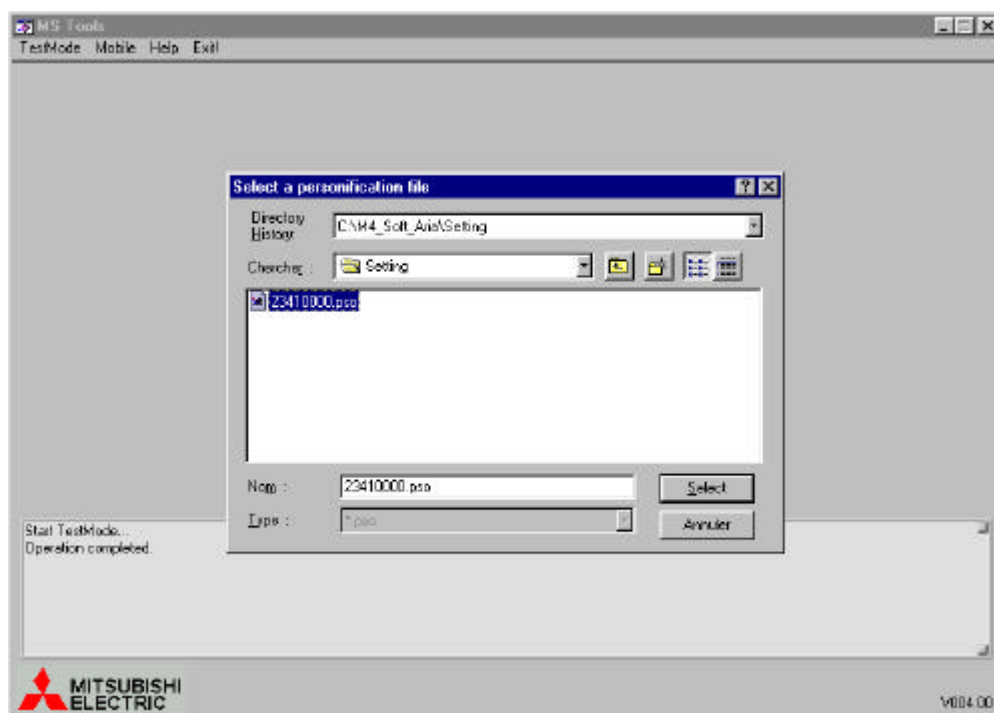 MS Tools
TestMode Mobile Help Exit!
Select a personification file
Directory
History:
C:\M4_Soft_Aria\Setting
Chercher :
Setting
23410000.pso
Nom :
23410000.pso
Select
Type :
*.pso
Annuler
Start TestMode...
Operation completed.
MITSUBISHI
ELECTRIC
V004.00